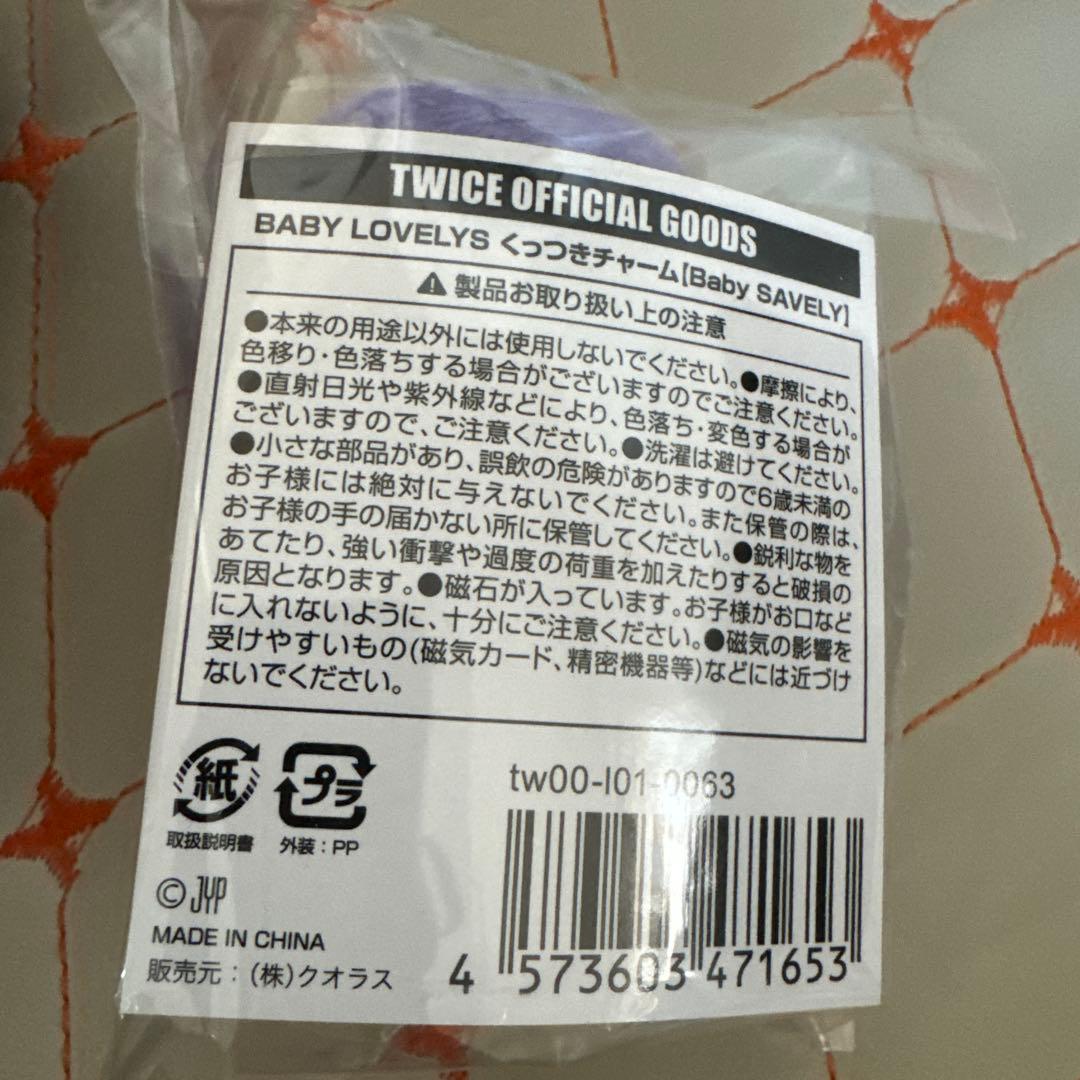 TWICE OFFICIAL GOODS
BABY LOVELYS くっつきチャーム【Baby SAVELY】
⚠製品お取り扱い上の注意
●本来の用途以外には使用しないでください。●摩擦により、
色移り・色落ちする場合がございますのでご注意ください。
●直射日光や紫外線などにより、色落ち・変色する場合が
ございますので、ご注意ください。●洗濯は避けてください。
●小さな部品があり、誤飲の危険がありますので6歳未満の
お子様には絶対に与えないでください。また保管の際は、
お子様の手の届かない所に保管してください。●鋭利な物を
あてたり、強い衝撃や過度の荷重を加えたりすると破損の
原因となります。●磁石が入っています。お子様がお口など
に入れないように、十分にご注意ください。●磁気の影響を
受けやすいもの(磁気カード、精密機器等)などには近づけ
ないでください。
紙
プラ
取扱説明書
外装：PP
tw00-l01-0063
©JYP
MADE IN CHINA
販売元：(株)クオラス
4 573603 471653